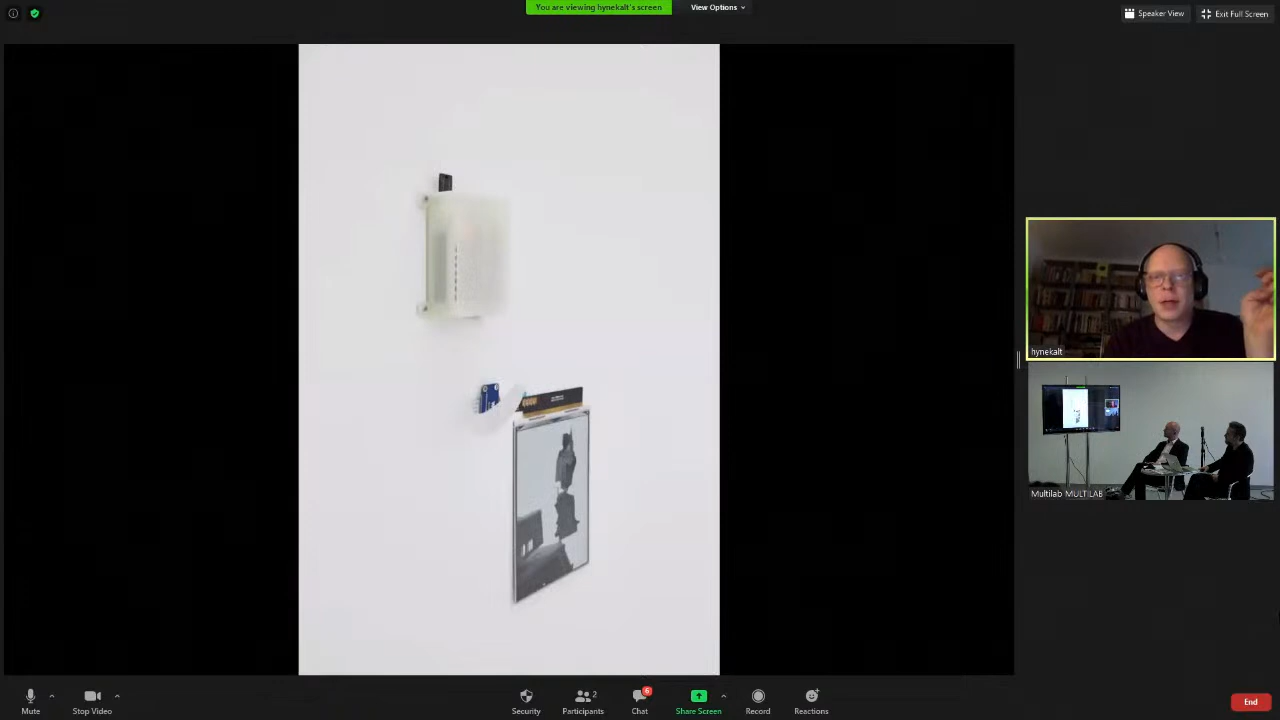 You are viewing hynekalt's screen
View Options
Speaker View
Exit Full Screen
hynekalt
Multilab MULTILAB
Mute
Stop Video
Security
2
Participants
6
Chat
Share Screen
Record
Reactions
End